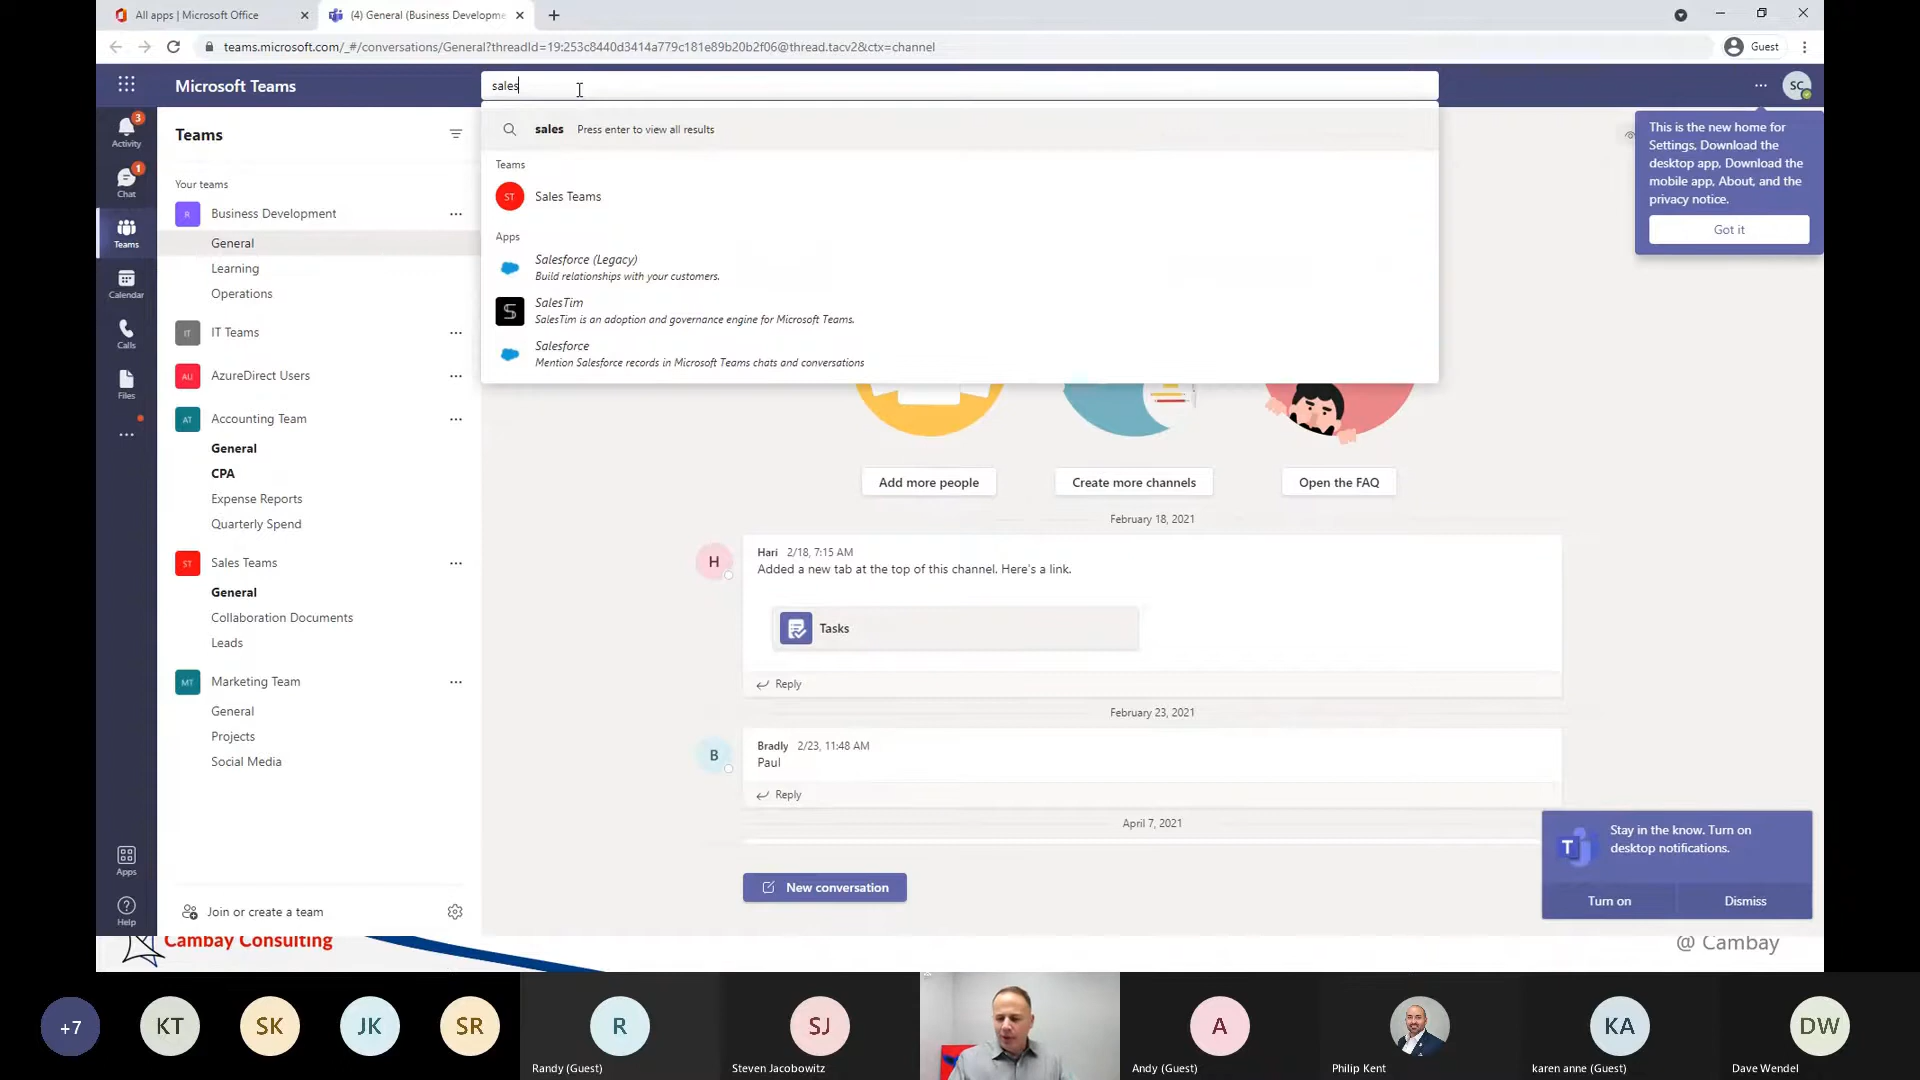 All apps | Microsoft Office
(4) General (Business Developme
teams.microsoft.com/_#/conversations/General?threadId=19:253c8440d3414a779c181e89b20b2f06@thread.tacv2&ctx=channel
Guest
Microsoft Teams
sales
SC
Activity
3
Chat
1
Teams
Calendar
Calls
Files
Apps
Help
Teams
Your teams
R
Business Development
General
Learning
Operations
IT
IT Teams
AU
AzureDirect Users
AT
Accounting Team
General
CPA
Expense Reports
Quarterly Spend
ST
Sales Teams
General
Collaboration Documents
Leads
MT
Marketing Team
General
Projects
Social Media
Join or create a team
sales Press enter to view all results
Teams
ST
Sales Teams
Apps
Salesforce (Legacy)
Build relationships with your customers.
S
SalesTim
SalesTim is an adoption and governance engine for Microsoft Teams.
Salesforce
Mention Salesforce records in Microsoft Teams chats and conversations
This is the new home for
Settings, Download the
desktop app, Download the
mobile app, About, and the
privacy notice.
Got it
Add more people
Create more channels
Open the FAQ
February 18, 2021
H
Hari 2/18, 7:15 AM
Added a new tab at the top of this channel. Here's a link.
Tasks
Reply
February 23, 2021
B
Bradly 2/23, 11:48 AM
Paul
Reply
April 7, 2021
New conversation
T
Stay in the know. Turn on
desktop notifications.
Turn on
Dismiss
Cambay Consulting
@ Cambay
+7
KT
SK
JK
SR
R
Randy (Guest)
SJ
Steven Jacobowitz
A
Andy (Guest)
Philip Kent
KA
karen anne (Guest)
DW
Dave Wendel